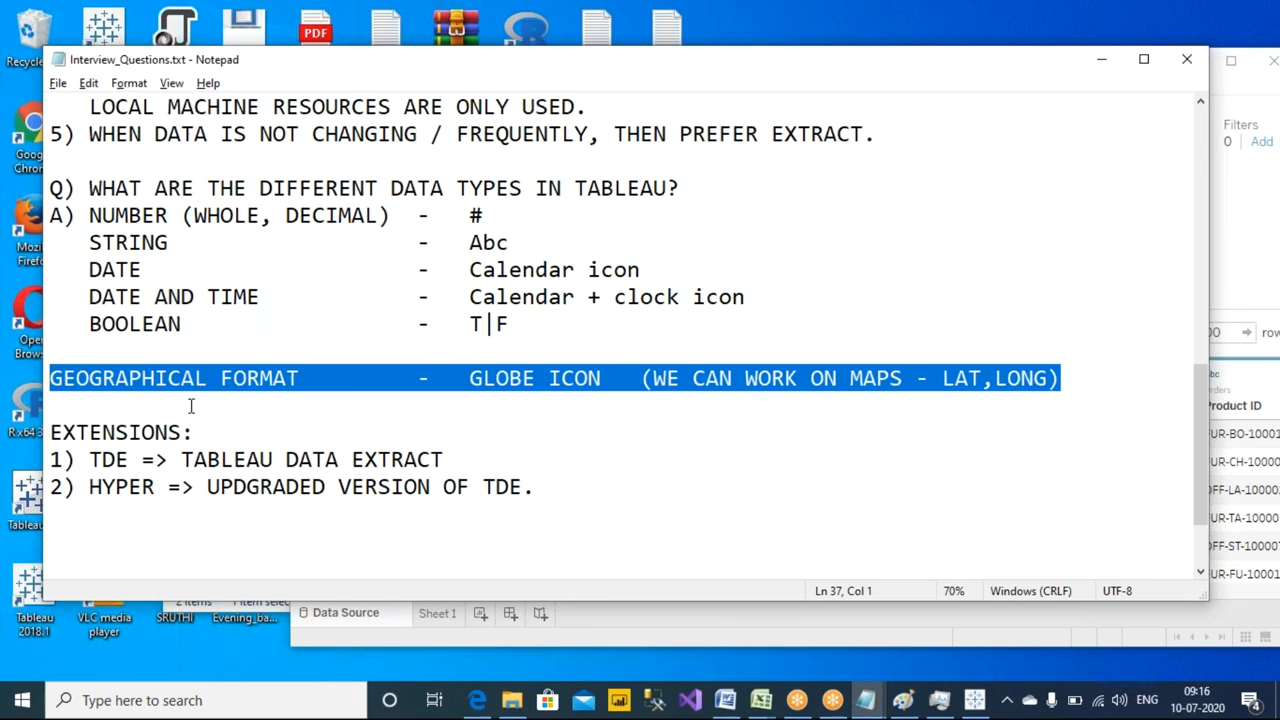 Interview_Questions.txt - Notepad
File Edit Format View Help
LOCAL MACHINE RESOURCES ARE ONLY USED.
5) WHEN DATA IS NOT CHANGING / FREQUENTLY, THEN PREFER EXTRACT.
Q) WHAT ARE THE DIFFERENT DATA TYPES IN TABLEAU?
A) NUMBER (WHOLE, DECIMAL) - #
STRING - Abc
DATE - Calendar icon
DATE AND TIME - Calendar + clock icon
BOOLEAN - T|F
GEOGRAPHICAL FORMAT - GLOBE ICON (WE CAN WORK ON MAPS - LAT,LONG)
EXTENSIONS:
1) TDE => TABLEAU DATA EXTRACT
2) HYPER => UPDGRADED VERSION OF TDE.
Ln 37, Col 1 70% Windows (CRLF) UTF-8
PDF
Filters
0 Add
Product ID
Tableau
2018.1
VLC media
player
SRUTHI
Evening_ba...
Data Source Sheet 1
Type here to search
ENG
09:16
10-07-2020
4